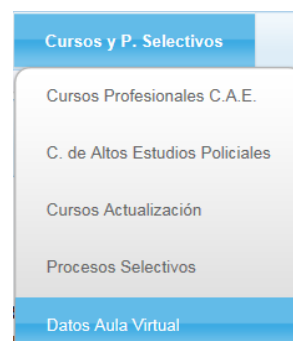 Cursos y P. Selectivos
Cursos Profesionales C.A.E.
C. de Altos Estudios Policiales
Cursos Actualización
Procesos Selectivos
Datos Aula Virtual